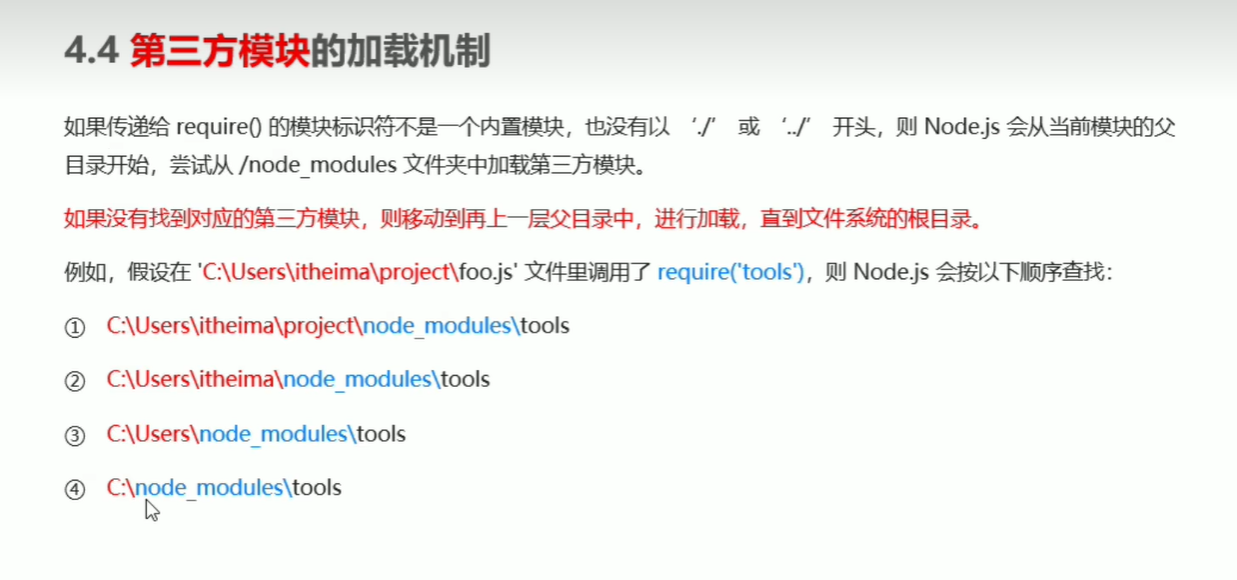 4.4 第三方模块的加载机制
如果传递给 require() 的模块标识符不是一个内置模块，也没有以 ‘./’ 或 ‘../’ 开头，则 Node.js 会从当前模块的父
目录开始，尝试从 /node_modules 文件夹中加载第三方模块。
如果没有找到对应的第三方模块，则移动到再上一层父目录中，进行加载，直到文件系统的根目录。
例如，假设在 'C:\Users\itheima\project\foo.js' 文件里调用了 require('tools')，则 Node.js 会按以下顺序查找：
① C:\Users\itheima\project\node_modules\tools
② C:\Users\itheima\node_modules\tools
③ C:\Users\node_modules\tools
④ C:\node_modules\tools